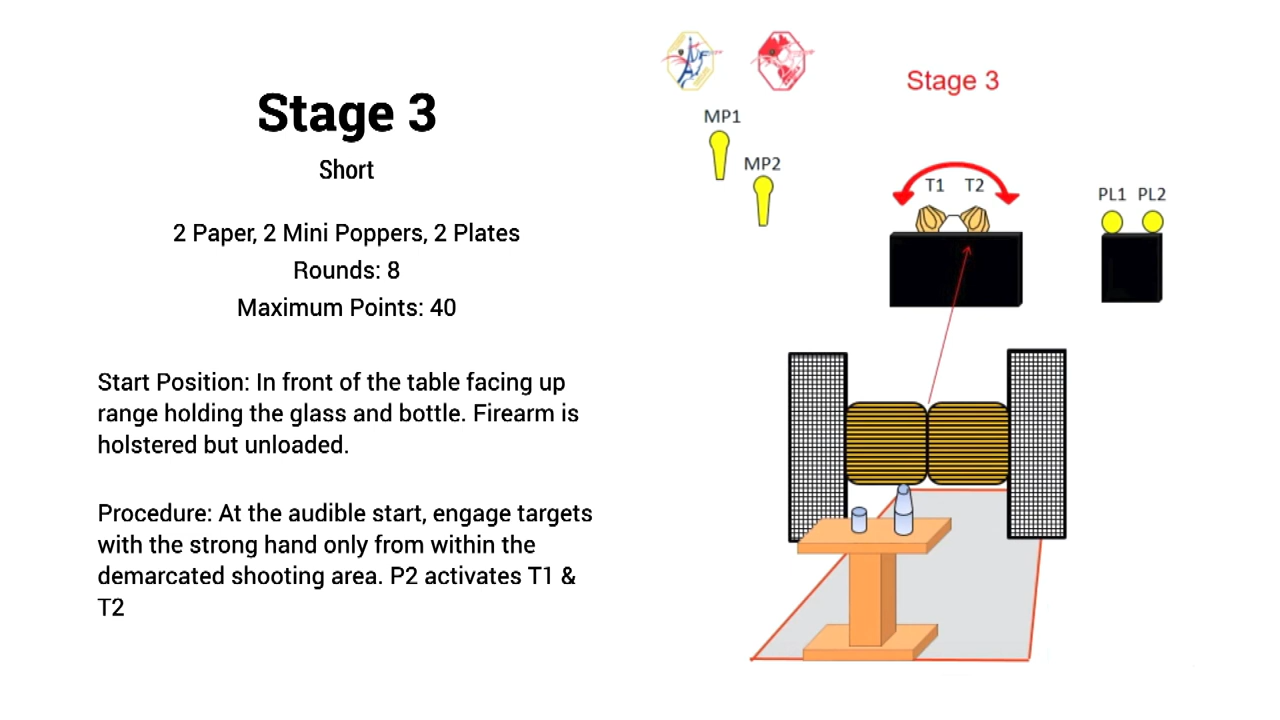 Stage 3
Short
2 Paper, 2 Mini Poppers, 2 Plates
Rounds: 8
Maximum Points: 40
Start Position: In front of the table facing up
range holding the glass and bottle. Firearm is
holstered but unloaded.
Procedure: At the audible start, engage targets
with the strong hand only from within the
demarcated shooting area. P2 activates T1 &
T2
Stage 3
MP1
MP2
T1 T2
PL1 PL2